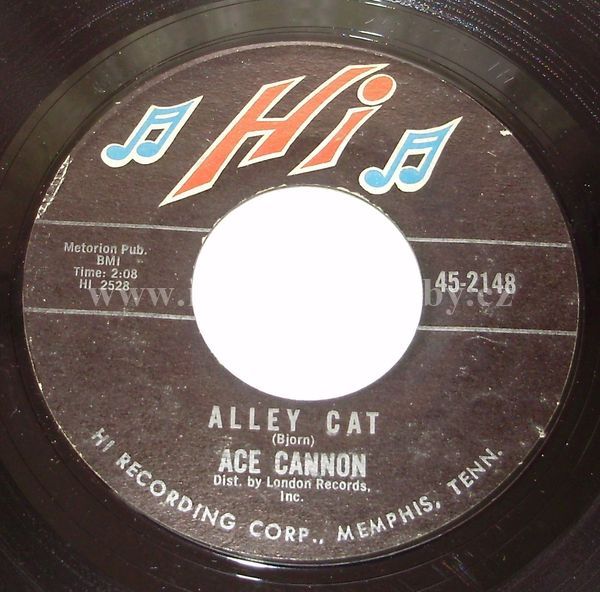 Hi
Metorion Pub.
BMI
Time: 2:08
HI 2528
45-2148
ALLEY CAT
(Bjorn)
ACE CANNON
Dist. by London Records,
Inc.
HI RECORDING CORP., MEMPHIS, TENN.